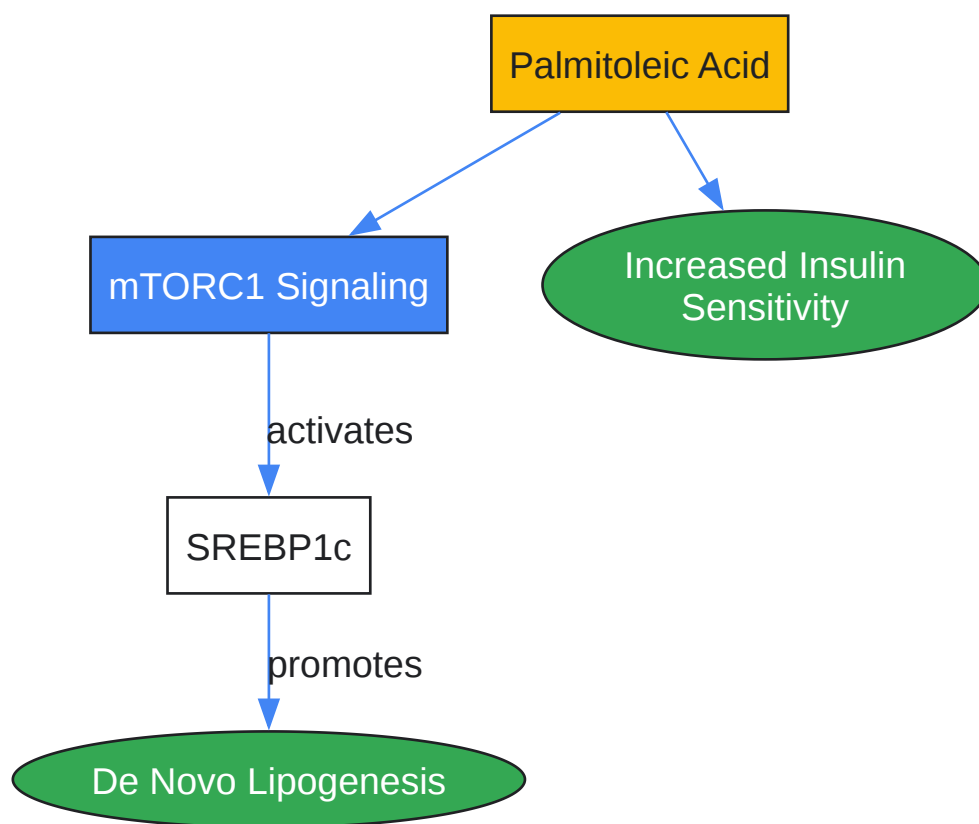 Palmitoleic Acid
mTORC1 Signaling
Increased Insulin
Sensitivity
activates
SREBP1c
promotes
De Novo Lipogenesis